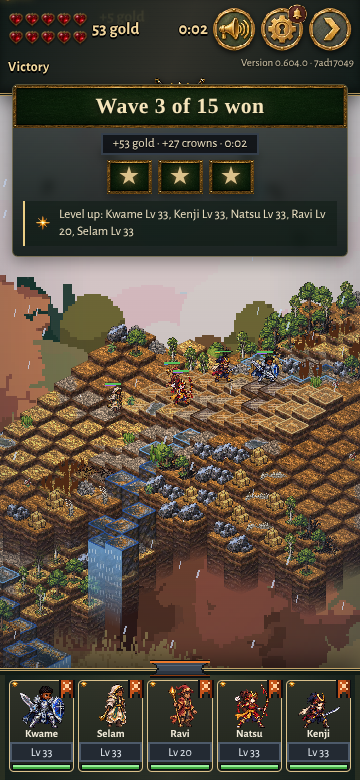 53 gold
0:02
Victory
Version 0.604.0 · 7ad17049
Wave 3 of 15 won
+53 gold · +27 crowns · 0:02
Level up: Kwame Lv 33, Kenji Lv 33, Natsu Lv 33, Ravi Lv
20, Selam Lv 33
Kwame
Selam
Ravi
Natsu
Kenji
Lv 33
Lv 33
Lv 20
Lv 33
Lv 33